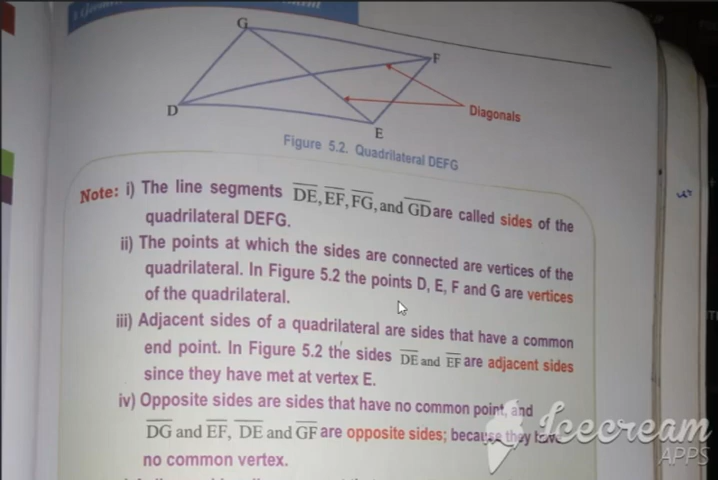 G
F
D
Diagonals
E
Figure 5.2. Quadrilateral DEFG
Note: i) The line segments DE, EF, FG, and GD are called sides of the
quadrilateral DEFG.
ii) The points at which the sides are connected are vertices of the
quadrilateral. In Figure 5.2 the points D, E, F and G are vertices
of the quadrilateral.
iii) Adjacent sides of a quadrilateral are sides that have a common
end point. In Figure 5.2 the sides DE and EF are adjacent sides
since they have met at vertex E.
iv) Opposite sides are sides that have no common point, and
DG and EF, DE and GF are opposite sides; because they have
no common vertex.
Icecream
APPS